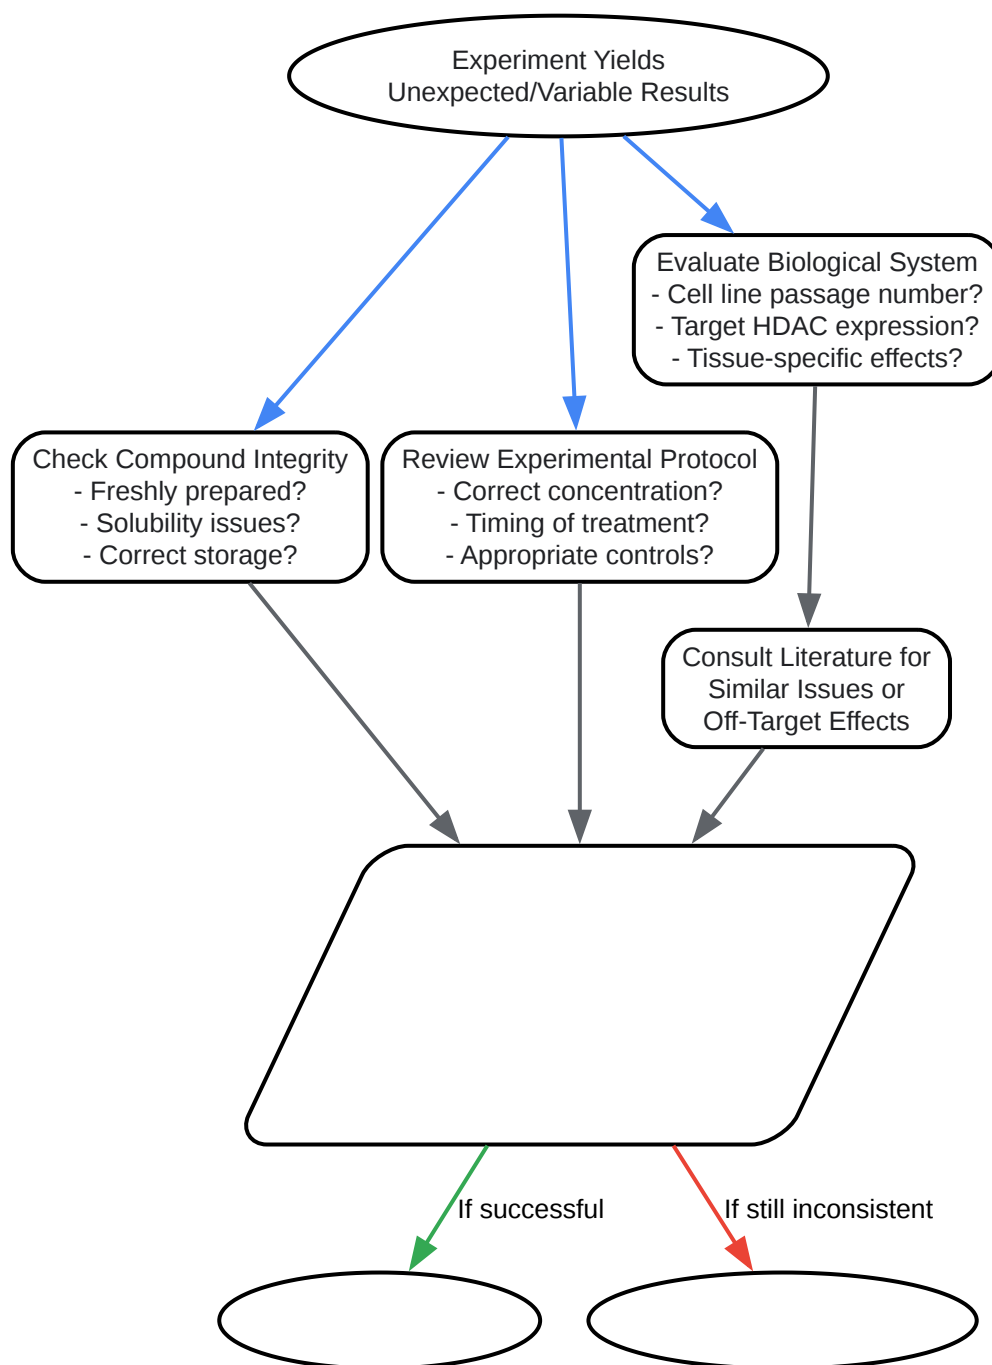 Experiment Yields
Unexpected/Variable Results
Evaluate Biological System
- Cell line passage number?
- Target HDAC expression?
- Tissue-specific effects?
Check Compound Integrity
- Freshly prepared?
- Solubility issues?
- Correct storage?
Review Experimental Protocol
- Correct concentration?
- Timing of treatment?
- Appropriate controls?
Consult Literature for
Similar Issues or
Off-Target Effects
If successful
If still inconsistent